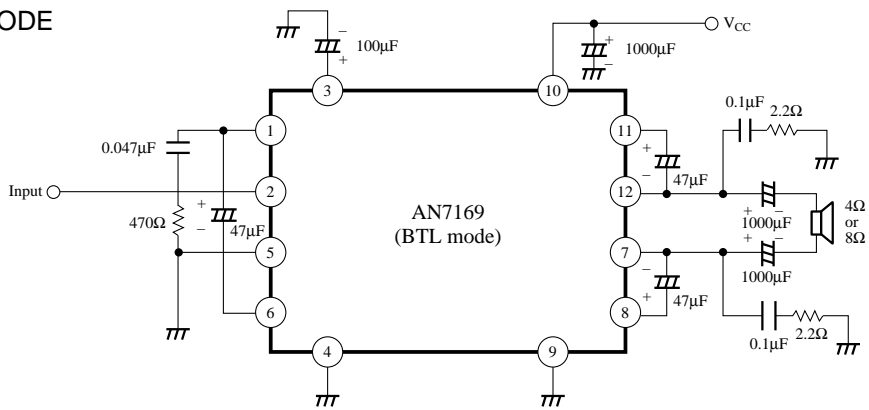 ODE
100µF
1000µF
V_CC
3
10
1
11
0.1µF
2.2Ω
0.047µF
47µF
Input
2
12
AN7169
(BTL mode)
1000µF
4Ω
or
8Ω
470Ω
47µF
5
7
1000µF
6
8
47µF
0.1µF
2.2Ω
4
9